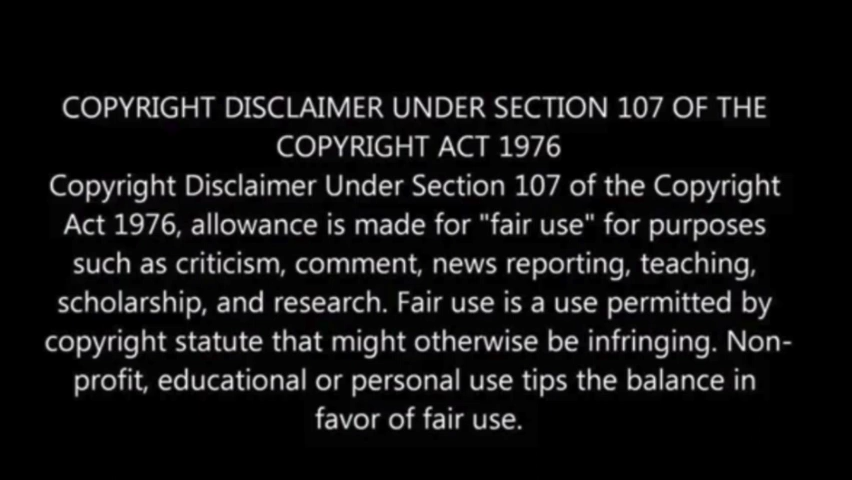 COPYRIGHT DISCLAIMER UNDER SECTION 107 OF THE
COPYRIGHT ACT 1976
Copyright Disclaimer Under Section 107 of the Copyright
Act 1976, allowance is made for "fair use" for purposes
such as criticism, comment, news reporting, teaching,
scholarship, and research. Fair use is a use permitted by
copyright statute that might otherwise be infringing. Non-
profit, educational or personal use tips the balance in
favor of fair use.